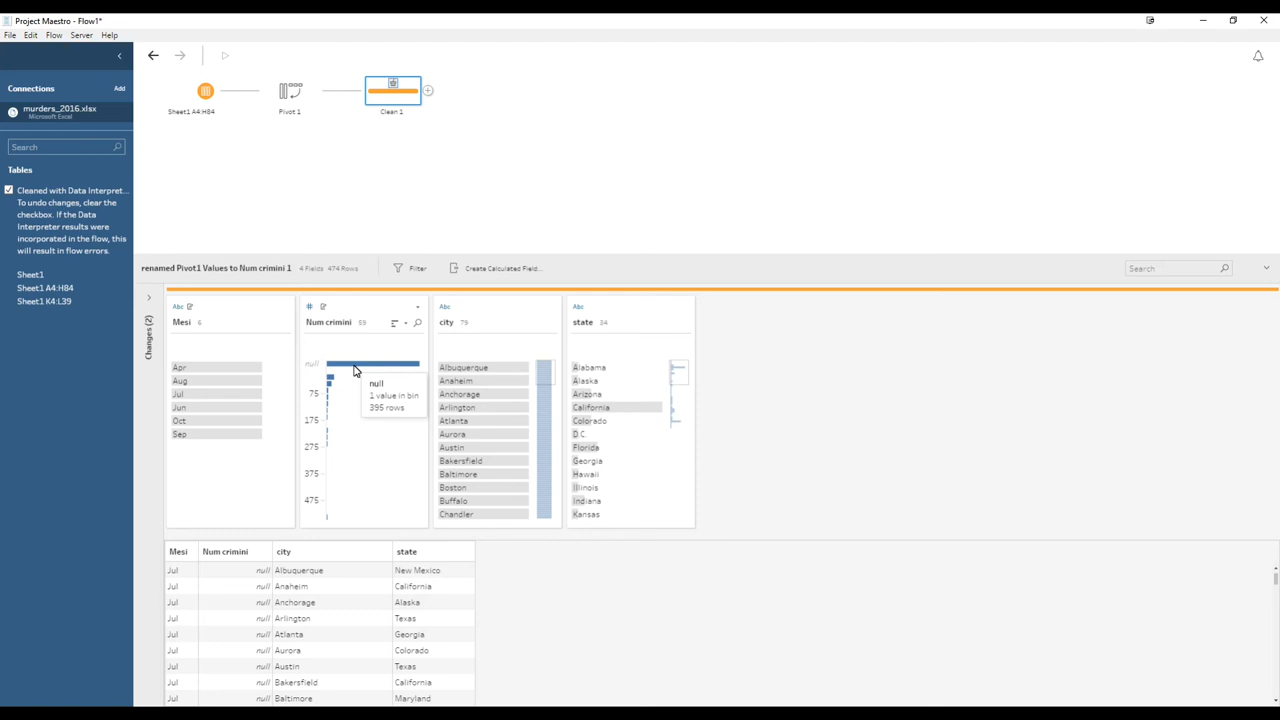 Project Maestro - Flow1*
File Edit Flow Server Help
Connections Add
murders_2016.xlsx
Microsoft Excel
Search
Tables
Cleaned with Data Interpret...
To undo changes, clear the
checkbox. If the Data
Interpreter results were
incorporated in the flow, this
will result in flow errors.
Sheet1
Sheet1 A4:H84
Sheet1 K4:L39
Sheet1 A4:H84 Pivot 1 Clean 1
renamed Pivot1 Values to Num crimini 1 4 Fields 474 Rows Filter Create Calculated Field... Search
Changes (2)
Abc
Mesi 6
Apr
Aug
Jul
Jun
Oct
Sep
#
Num crimini 59
null
75
175
275
375
475
null
1 value in bin
395 rows
Abc
city 79
Albuquerque
Anaheim
Anchorage
Arlington
Atlanta
Aurora
Austin
Bakersfield
Baltimore
Boston
Buffalo
Chandler
Abc
state 34
Alabama
Alaska
Arizona
California
Colorado
D.C.
Florida
Georgia
Hawaii
Illinois
Indiana
Kansas
Mesi Num crimini city state
Jul null Albuquerque New Mexico
Jul null Anaheim California
Jul null Anchorage Alaska
Jul null Arlington Texas
Jul null Atlanta Georgia
Jul null Aurora Colorado
Jul null Austin Texas
Jul null Bakersfield California
Jul null Baltimore Maryland